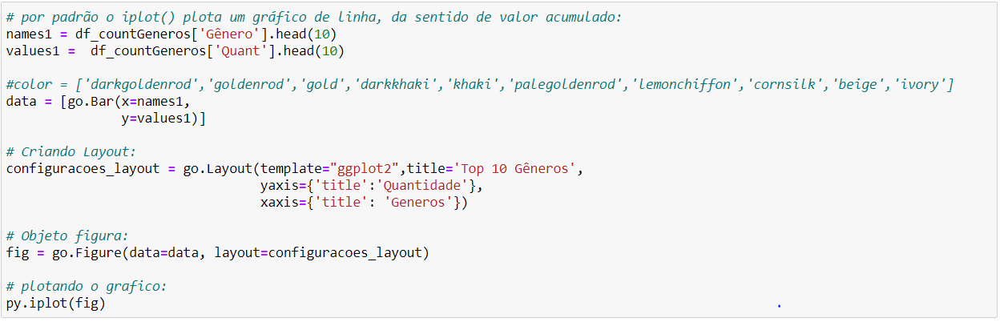 # por padrão o iplot() plota um gráfico de linha, da sentido de valor acumulado:
names1 = df_countGeneros['Gênero'].head(10)
values1 =  df_countGeneros['Quant'].head(10)
#color = ['darkgoldenrod','goldenrod','gold','darkkhaki','khaki','palegoldenrod','lemonchiffon','cornsilk','beige','ivory']
data = [go.Bar(x=names1,
               y=values1)]
# Criando Layout:
configuracoes_layout = go.Layout(template="ggplot2",title='Top 10 Gêneros',
                                 yaxis={'title':'Quantidade'},
                                 xaxis={'title': 'Generos'})
# Objeto figura:
fig = go.Figure(data=data, layout=configuracoes_layout)
# plotando o grafico:
py.iplot(fig)